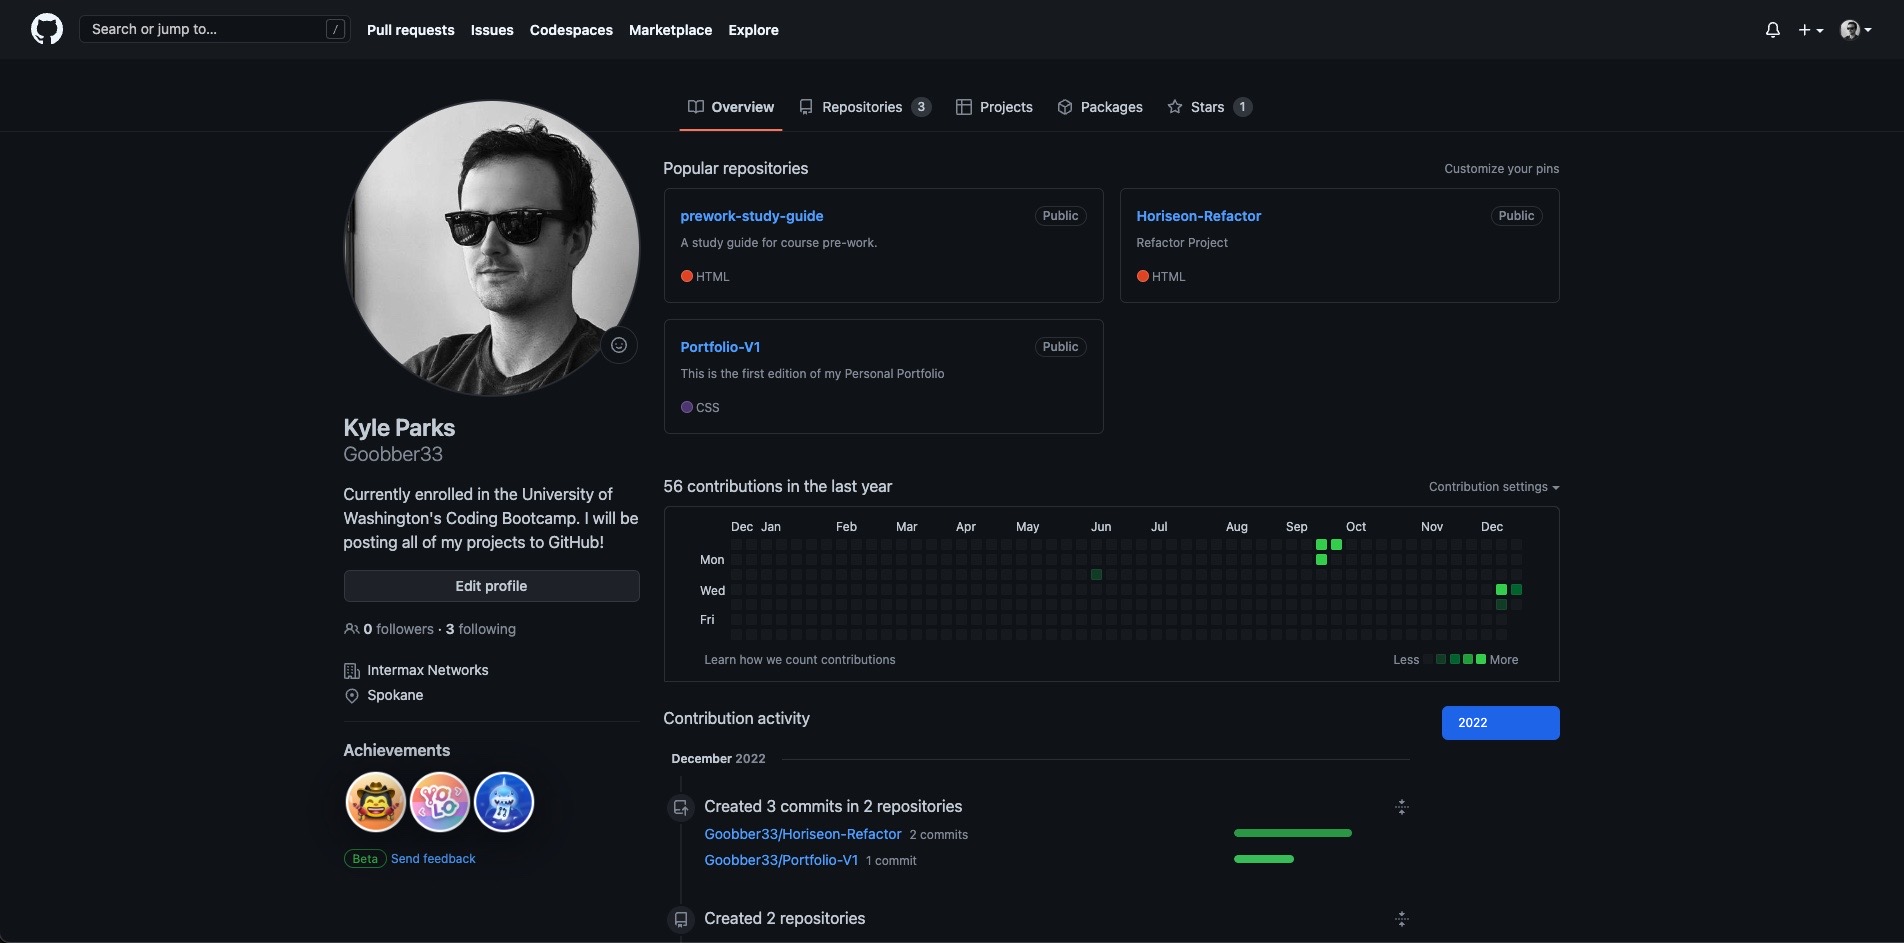 Search or jump to... /
Pull requests
Issues
Codespaces
Marketplace
Explore
Overview
Repositories 3
Projects
Packages
Stars 1
Kyle Parks
Goobber33
Currently enrolled in the University of
Washington's Coding Bootcamp. I will be
posting all of my projects to GitHub!
Edit profile
0 followers · 3 following
Intermax Networks
Spokane
Achievements
YOLO
Beta Send feedback
Popular repositories
Customize your pins
prework-study-guide Public
A study guide for course pre-work.
HTML
Horiseon-Refactor Public
Refactor Project
HTML
Portfolio-V1 Public
This is the first edition of my Personal Portfolio
CSS
56 contributions in the last year
Contribution settings
Dec Jan Feb Mar Apr May Jun Jul Aug Sep Oct Nov Dec
Mon
Wed
Fri
Learn how we count contributions
Less More
Contribution activity
2022
December 2022
Created 3 commits in 2 repositories
Goobber33/Horiseon-Refactor 2 commits
Goobber33/Portfolio-V1 1 commit
Created 2 repositories